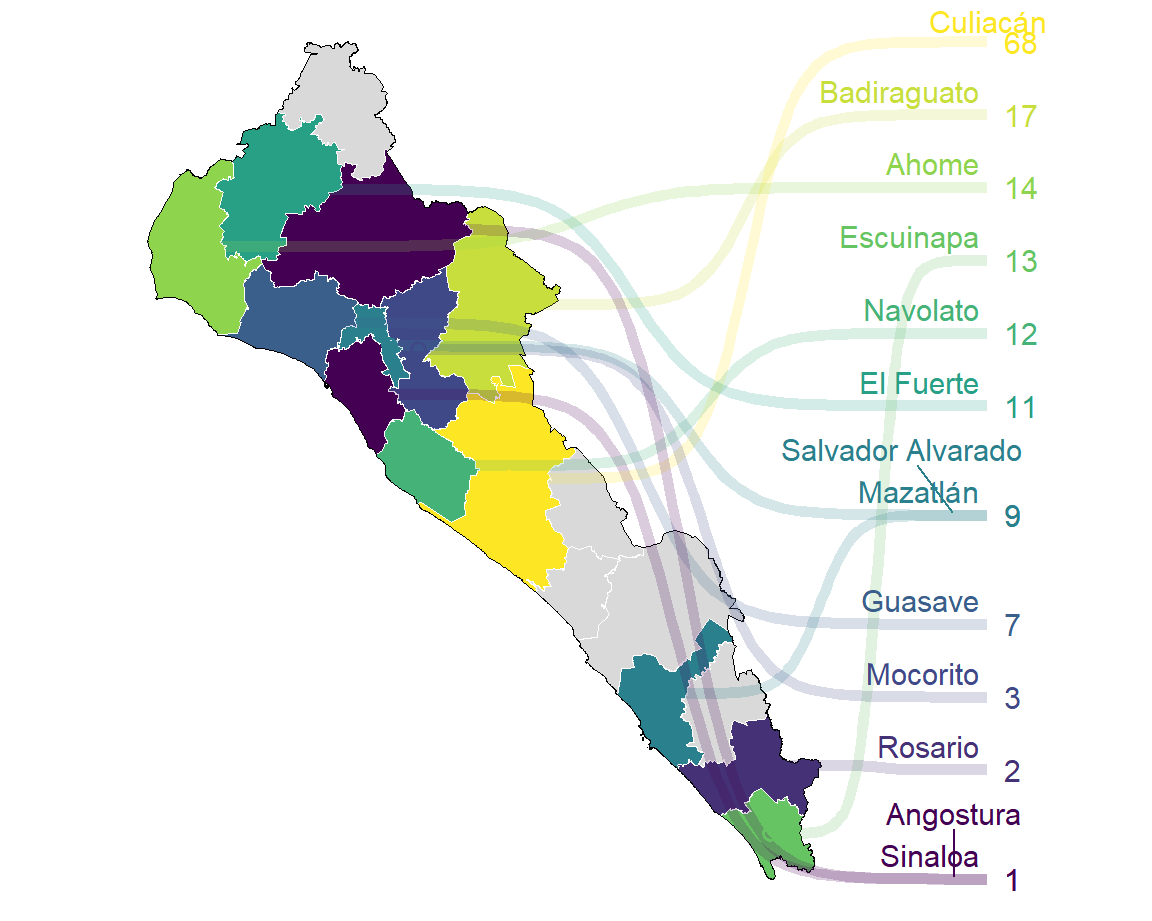 Culiacán
68
Badiraguato
17
Ahome
14
Escuinapa
13
Navolato
12
El Fuerte
11
Salvador Alvarado
Mazatlán
9
Guasave
7
Mocorito
3
Rosario
2
Angostura
Sinaloa
1